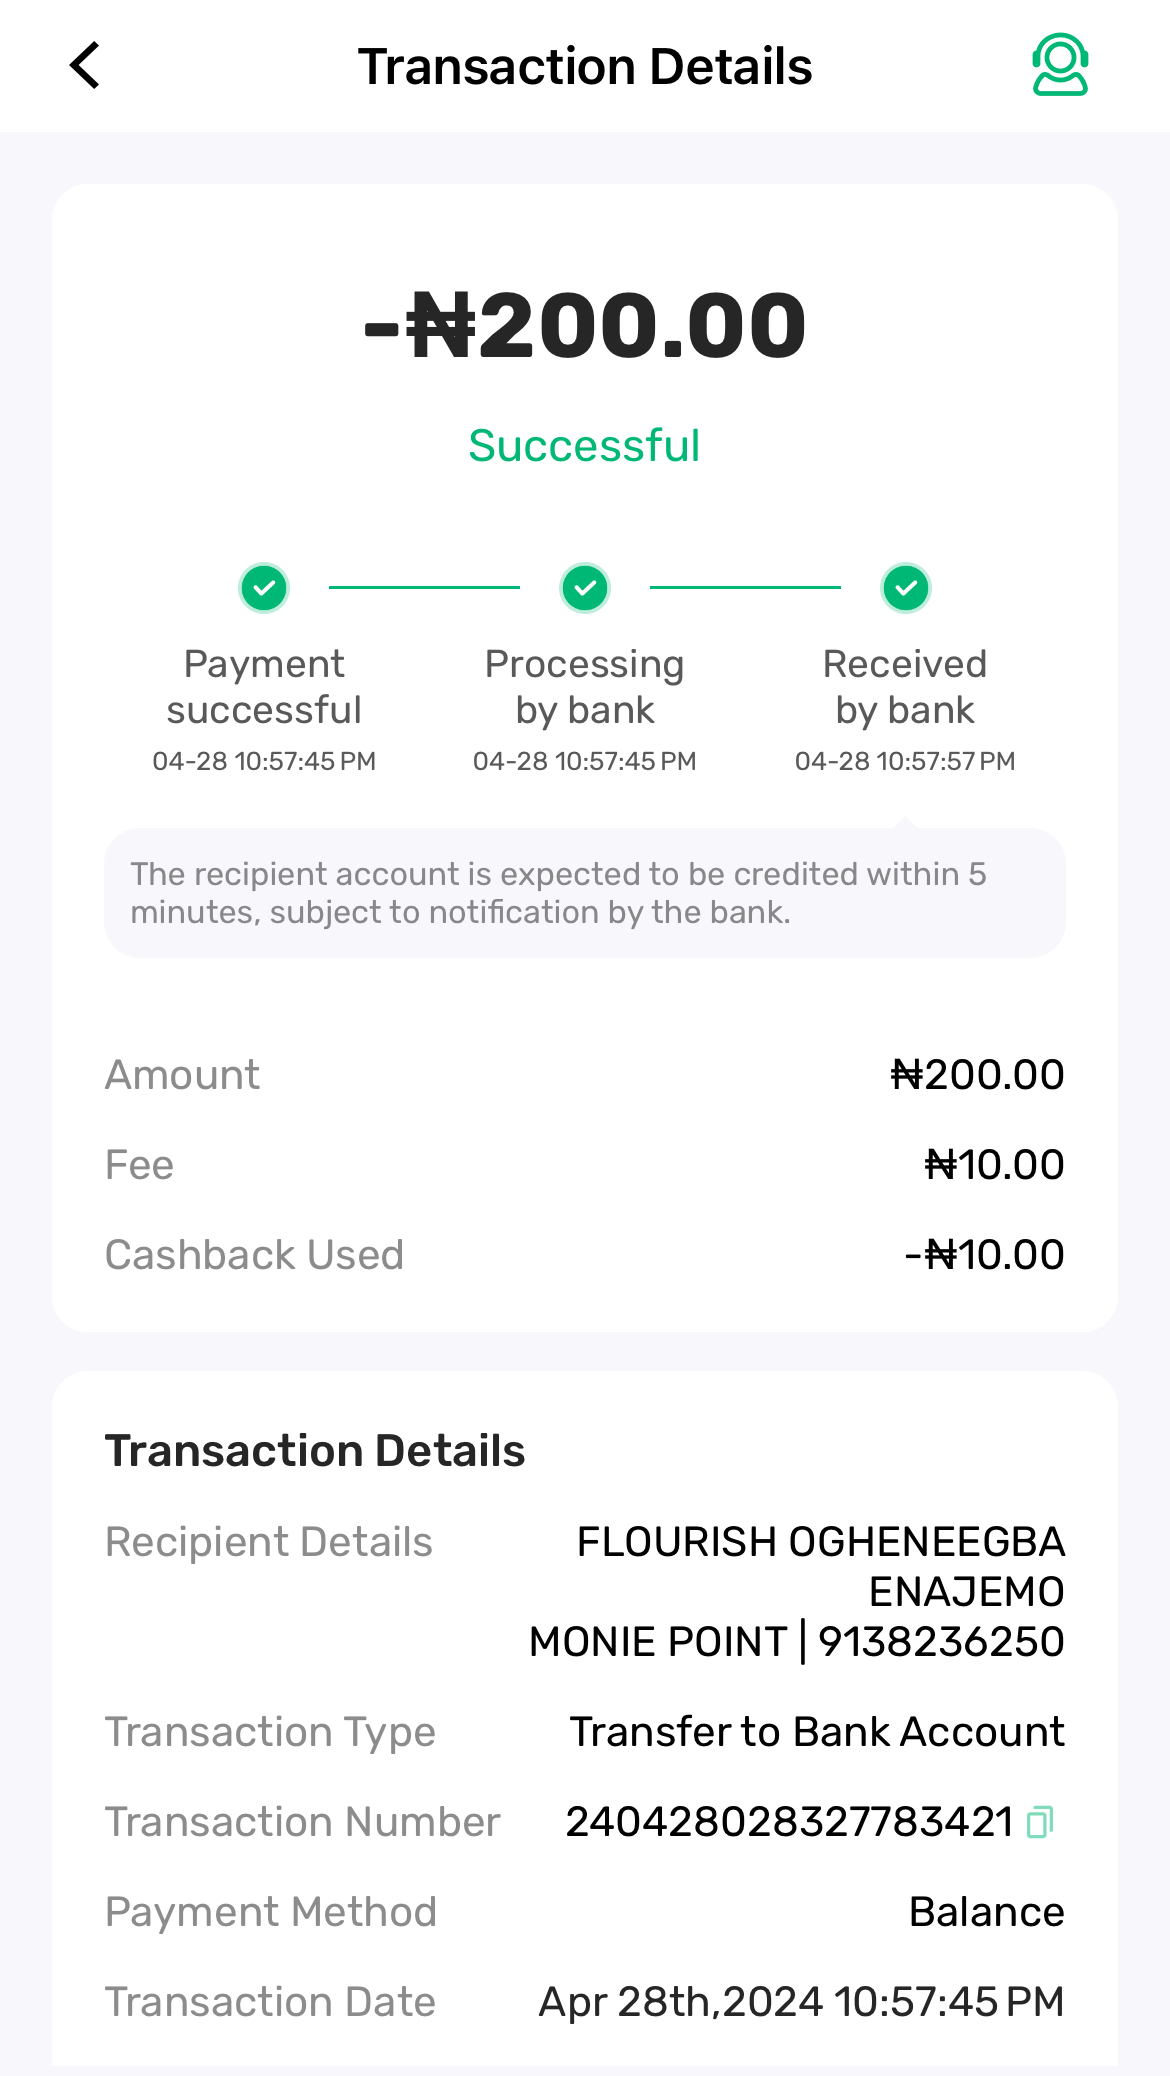 Transaction Details
-₦200.00
Successful
Payment successful
Processing by bank
Received by bank
04-28 10:57:45 PM
04-28 10:57:45 PM
04-28 10:57:57 PM
The recipient account is expected to be credited within 5
minutes, subject to notification by the bank.
Amount ₦200.00
Fee ₦10.00
Cashback Used -₦10.00
Transaction Details
Recipient Details FLOURISH OGHENEEGBA
ENAJEMO
MONIE POINT | 9138236250
Transaction Type Transfer to Bank Account
Transaction Number 240428028327783421
Payment Method Balance
Transaction Date Apr 28th,2024 10:57:45 PM